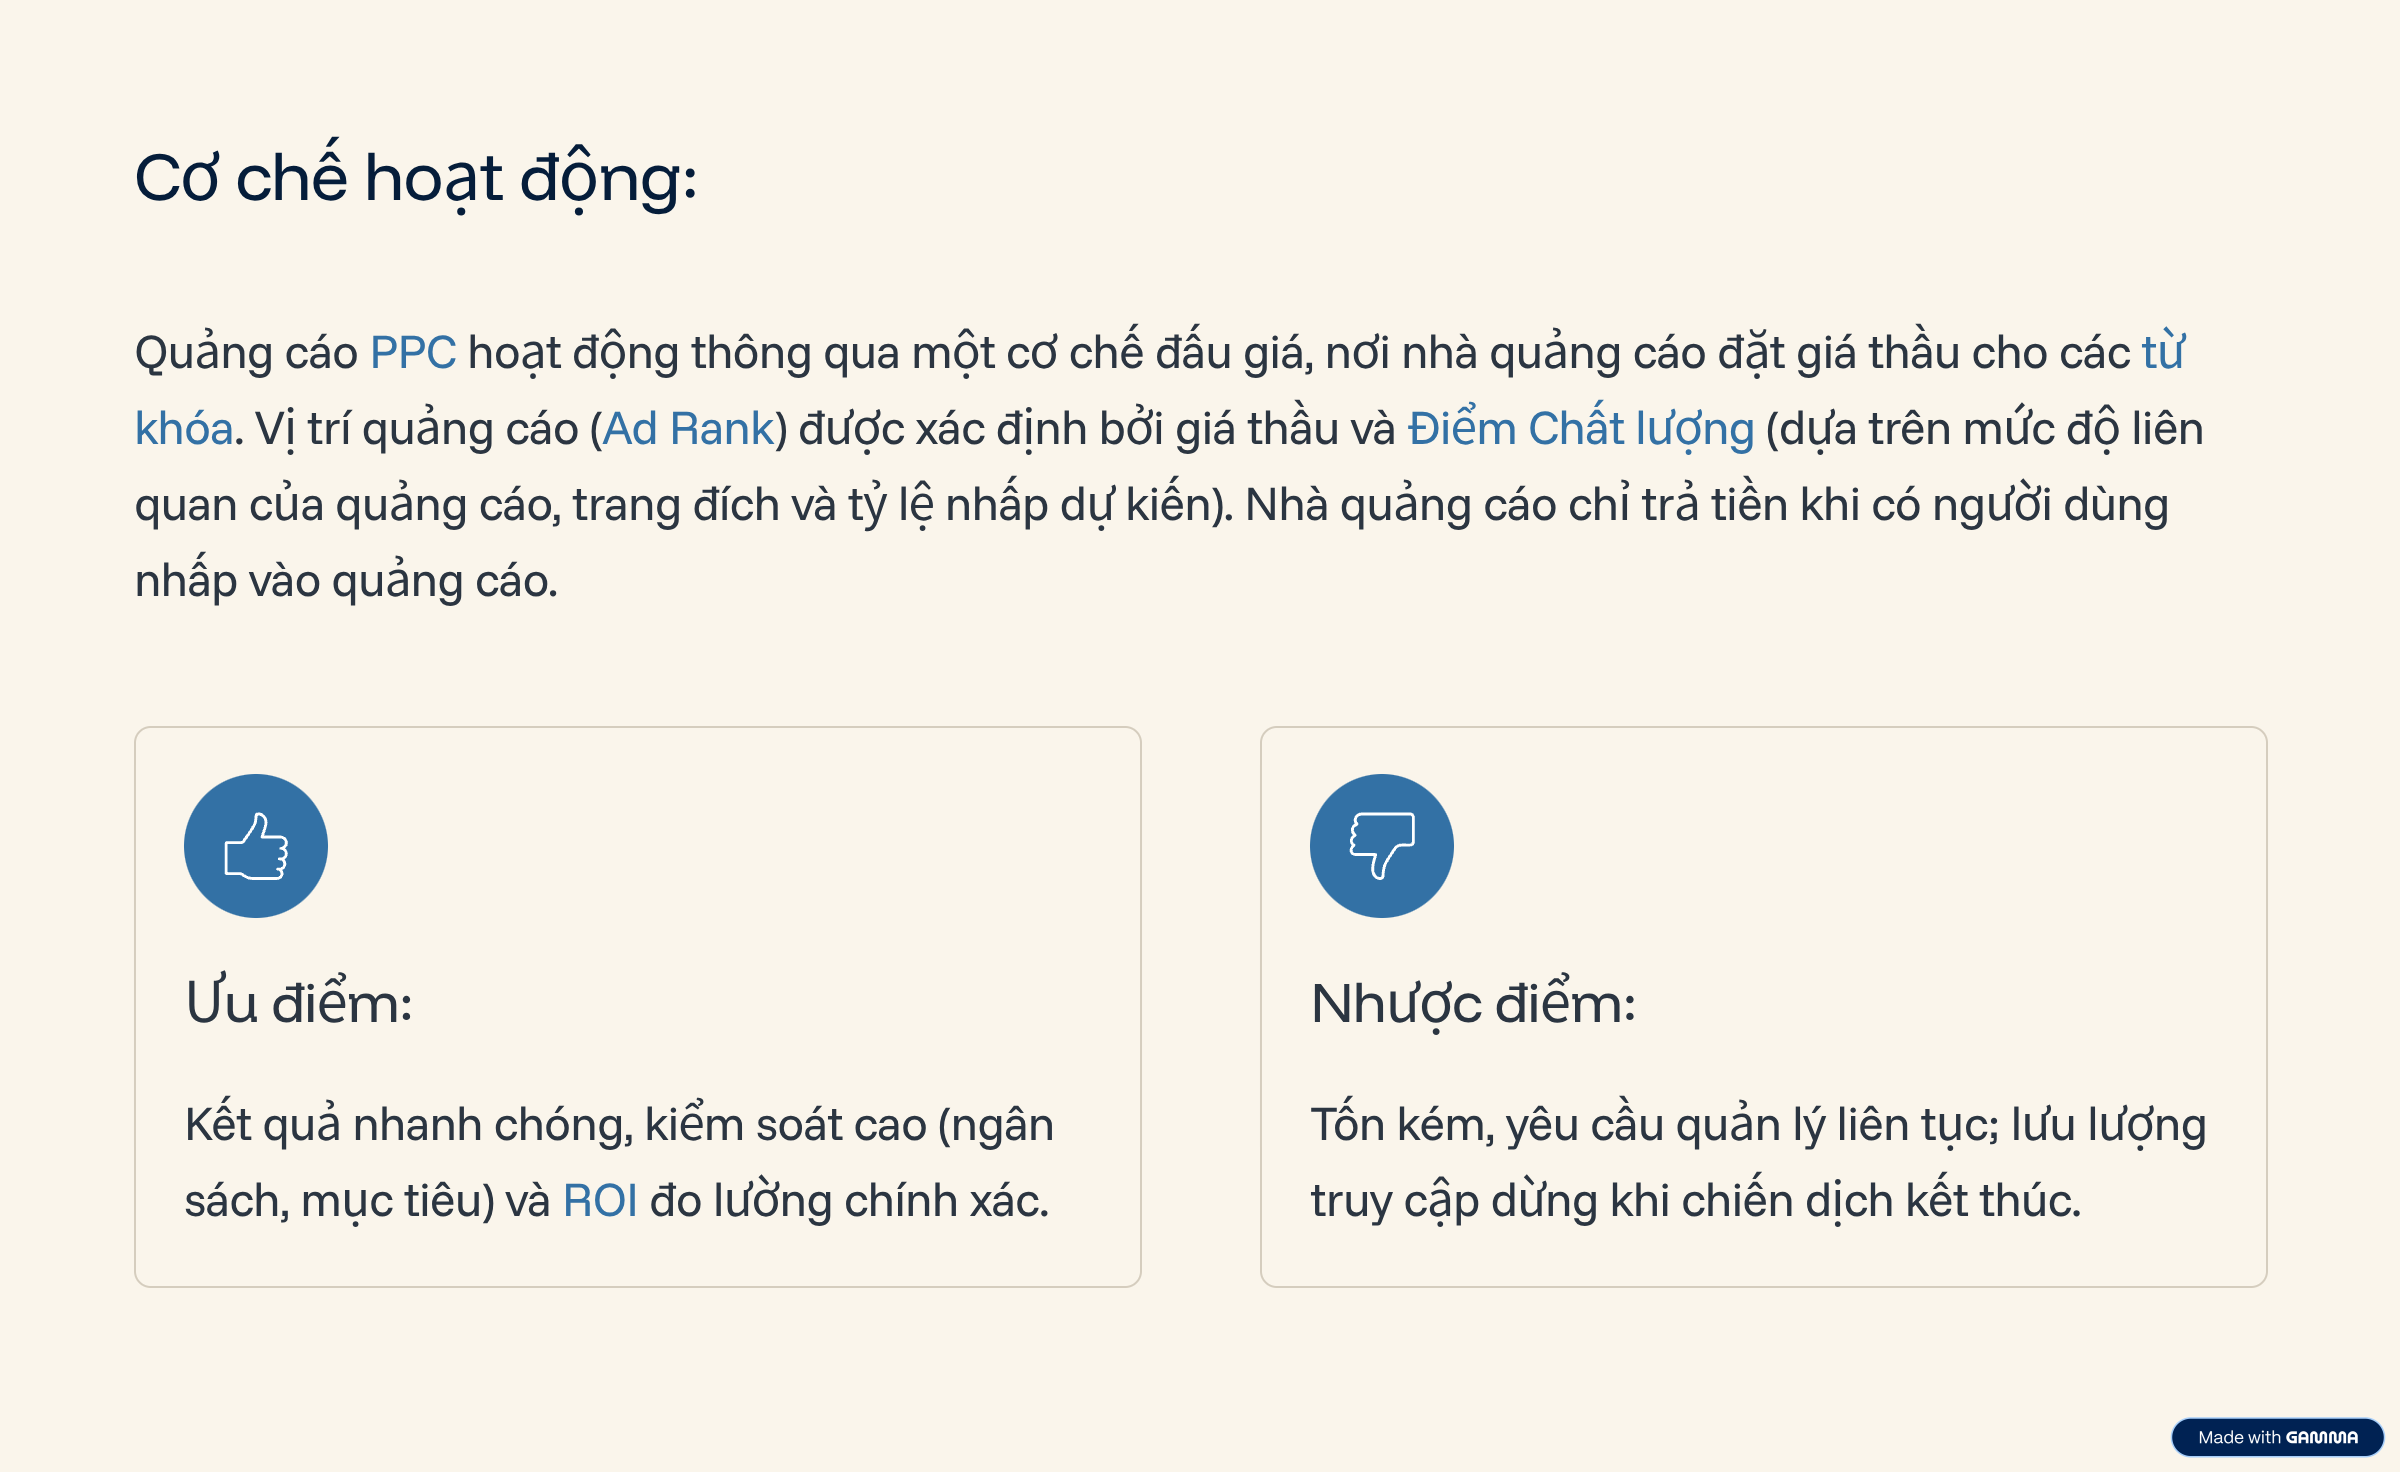 Cơ chế hoạt động:
Quảng cáo PPC hoạt động thông qua một cơ chế đấu giá, nơi nhà quảng cáo đặt giá thầu cho các từ
khóa. Vị trí quảng cáo (Ad Rank) được xác định bởi giá thầu và Điểm Chất lượng (dựa trên mức độ liên
quan của quảng cáo, trang đích và tỷ lệ nhấp dự kiến). Nhà quảng cáo chỉ trả tiền khi có người dùng
nhấp vào quảng cáo.
Ưu điểm:
Kết quả nhanh chóng, kiểm soát cao (ngân
sách, mục tiêu) và ROI đo lường chính xác.
Nhược điểm:
Tốn kém, yêu cầu quản lý liên tục; lưu lượng
truy cập dừng khi chiến dịch kết thúc.
Made with GAMMA